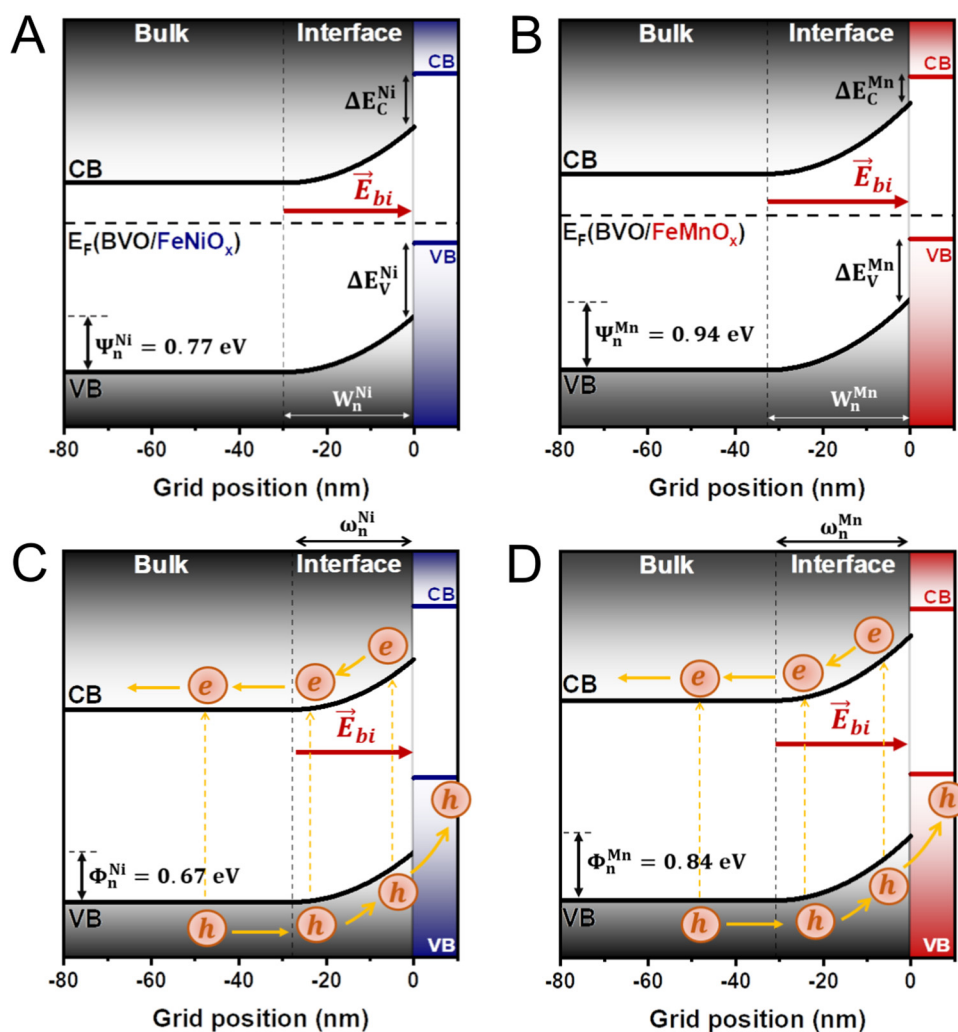 A
Bulk Interface
CB
ΔE_C^Ni
CB
E⃗_bi
E_F(BVO/FeNiO_x)
VB
ΔE_V^Ni
Ψ_n^Ni = 0.77 eV
VB
W_n^Ni
-80 -60 -40 -20 0
Grid position (nm)
B
Bulk Interface
CB
ΔE_C^Mn
CB
E⃗_bi
E_F(BVO/FeMnO_x)
VB
ΔE_V^Mn
Ψ_n^Mn = 0.94 eV
VB
W_n^Mn
-80 -60 -40 -20 0
Grid position (nm)
C
ω_n^Ni
Bulk Interface
CB
e
e e
CB
E⃗_bi
h
Φ_n^Ni = 0.67 eV
h
VB
h h
VB
-80 -60 -40 -20 0
Grid position (nm)
D
ω_n^Mn
Bulk Interface
CB
e
e e
CB
E⃗_bi
h
Φ_n^Mn = 0.84 eV
h
VB
h h
VB
-80 -60 -40 -20 0
Grid position (nm)